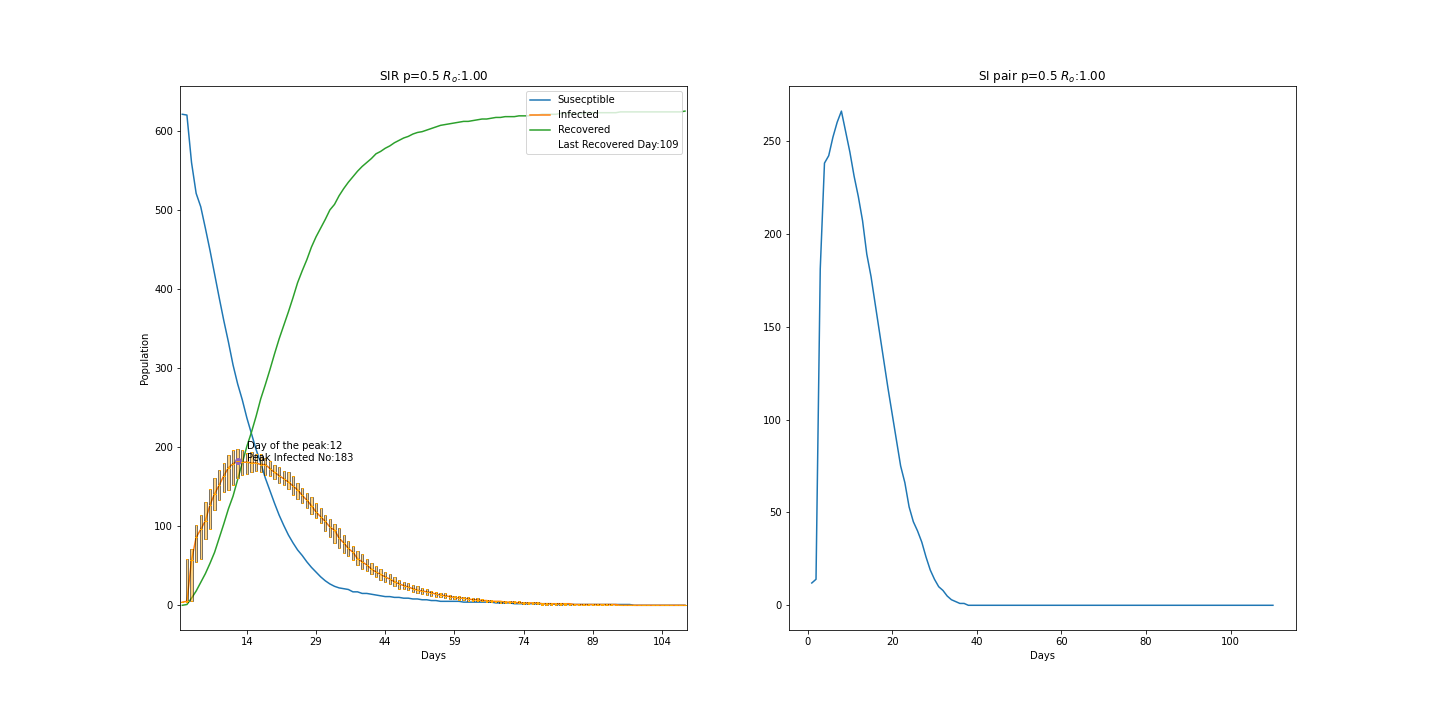 SIR p=0.5 Rₒ:1.00
Susecptible
Infected
Recovered
Last Recovered Day:109
Population
600
500
400
300
200
100
0
Day of the peak:12
Peak Infected No:183
14 29 44 59 74 89 104
Days
SI pair p=0.5 Rₒ:1.00
250
200
150
100
50
0
0 20 40 60 80 100
Days